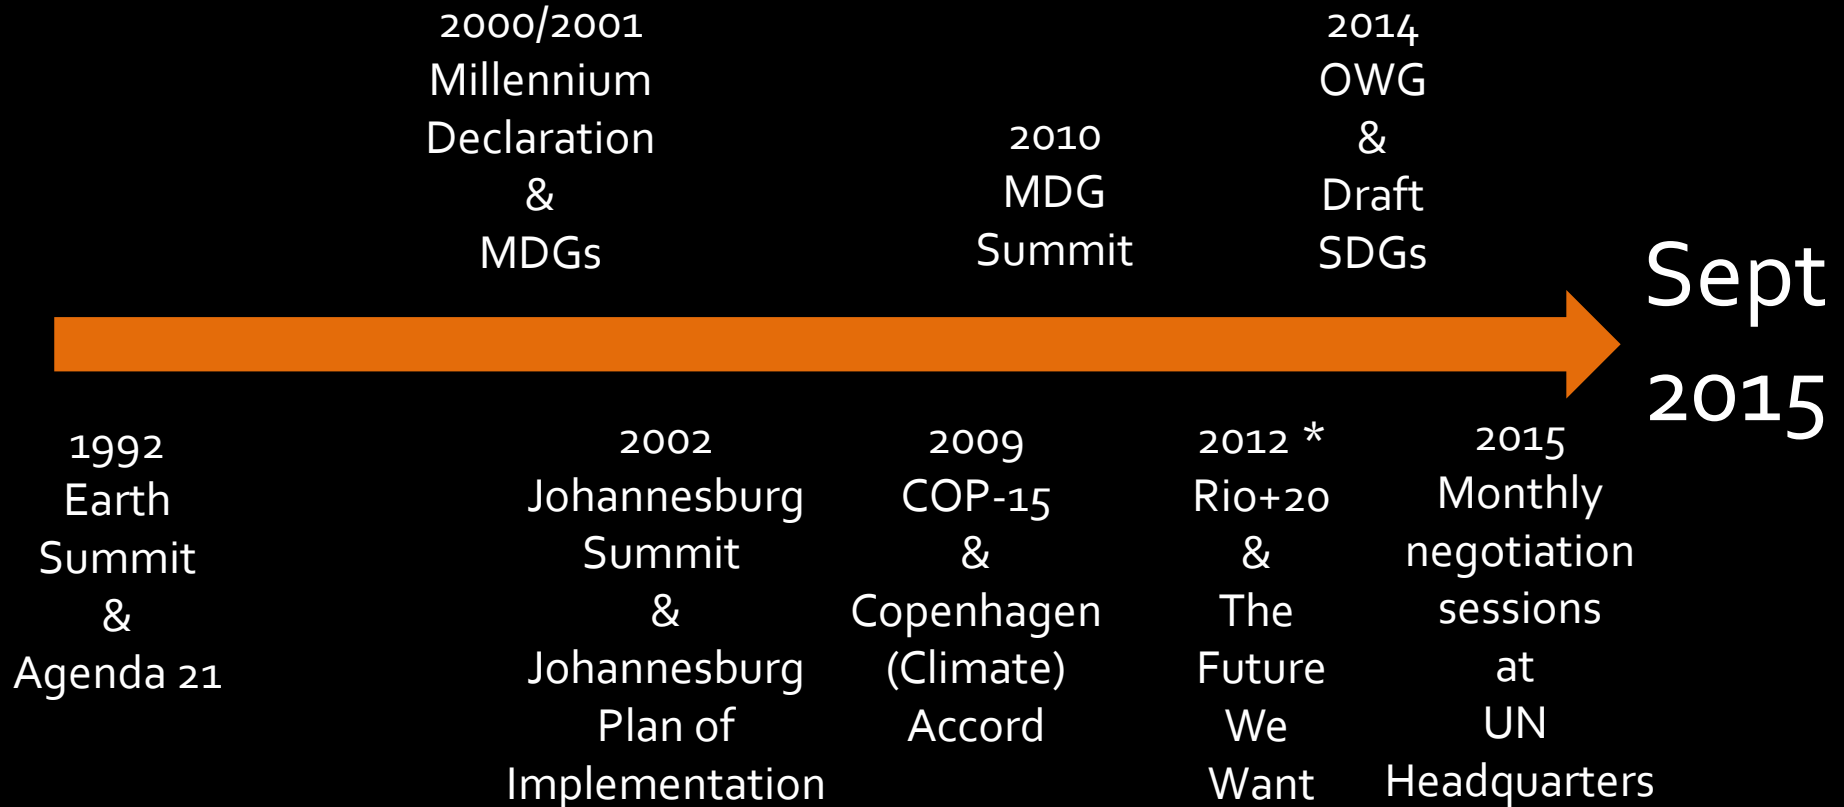 2000/2001
Millennium
Declaration
&
MDGs
2010
MDG
Summit
2014
OWG
&
Draft
SDGs
Sept
2015
1992
Earth
Summit
&
Agenda 21
2002
Johannesburg
Summit
&
Johannesburg
Plan of
Implementation
2009
COP-15
&
Copenhagen
(Climate)
Accord
2012 *
Rio+20
&
The
Future
We
Want
2015
Monthly
negotiation
sessions
at
UN
Headquarters